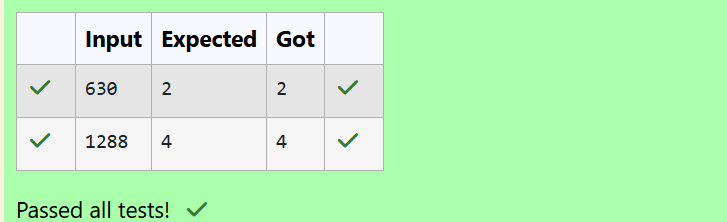 Input Expected Got
630 2 2
1288 4 4
Passed all tests!